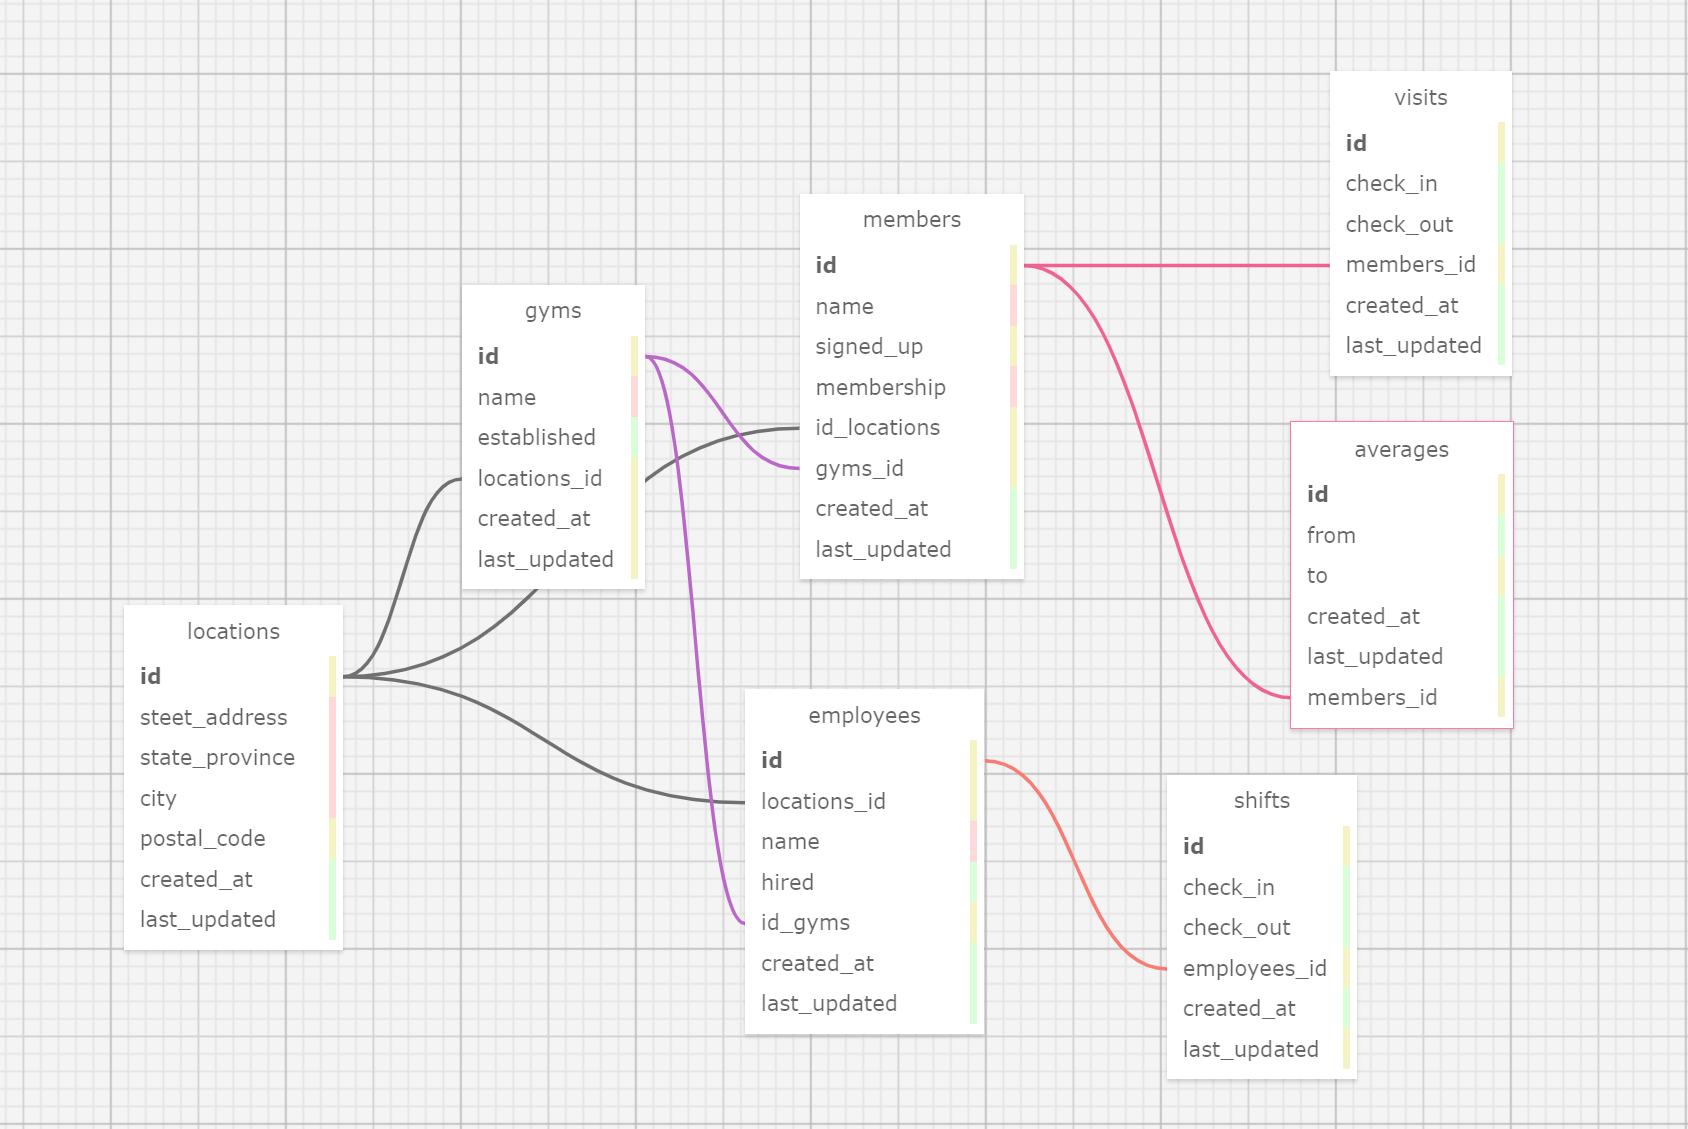 visits
id
check_in
check_out
members_id
created_at
last_updated
members
id
name
signed_up
membership
id_locations
gyms_id
created_at
last_updated
gyms
id
name
established
locations_id
created_at
last_updated
averages
id
from
to
created_at
last_updated
members_id
locations
id
steet_address
state_province
city
postal_code
created_at
last_updated
employees
id
locations_id
name
hired
id_gyms
created_at
last_updated
shifts
id
check_in
check_out
employees_id
created_at
last_updated